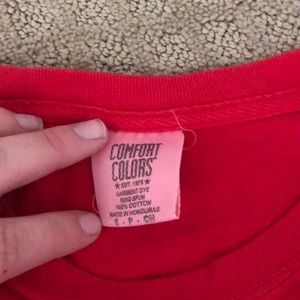 COMFORT
COLORS
EST. 1975
GARMENT DYE
RING SPUN
100% COTTON
MADE IN HONDURAS